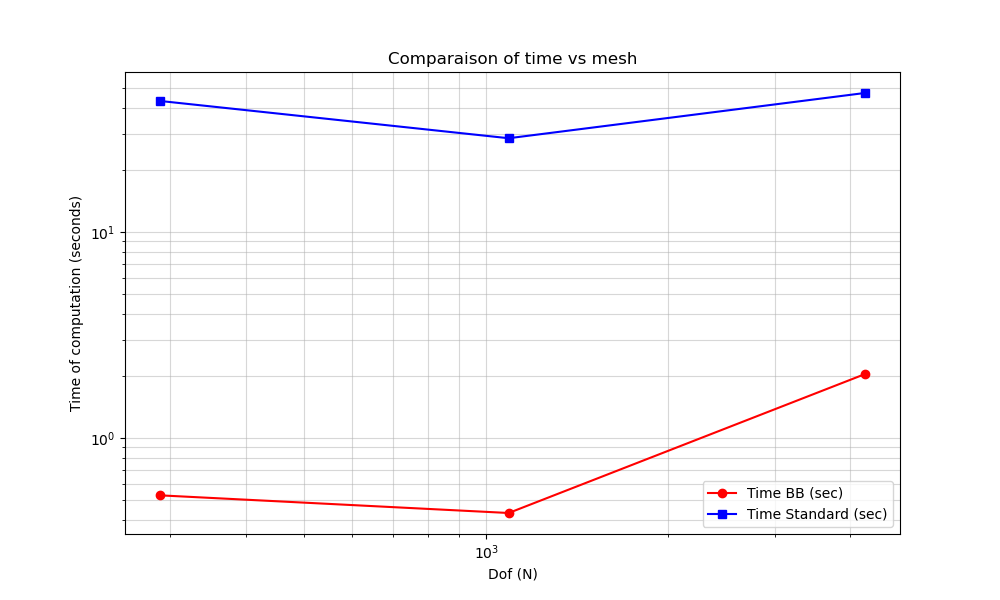 Comparaison of time vs mesh
Time of computation (seconds)
10¹
10⁰
10³
Dof (N)
Time BB (sec)
Time Standard (sec)